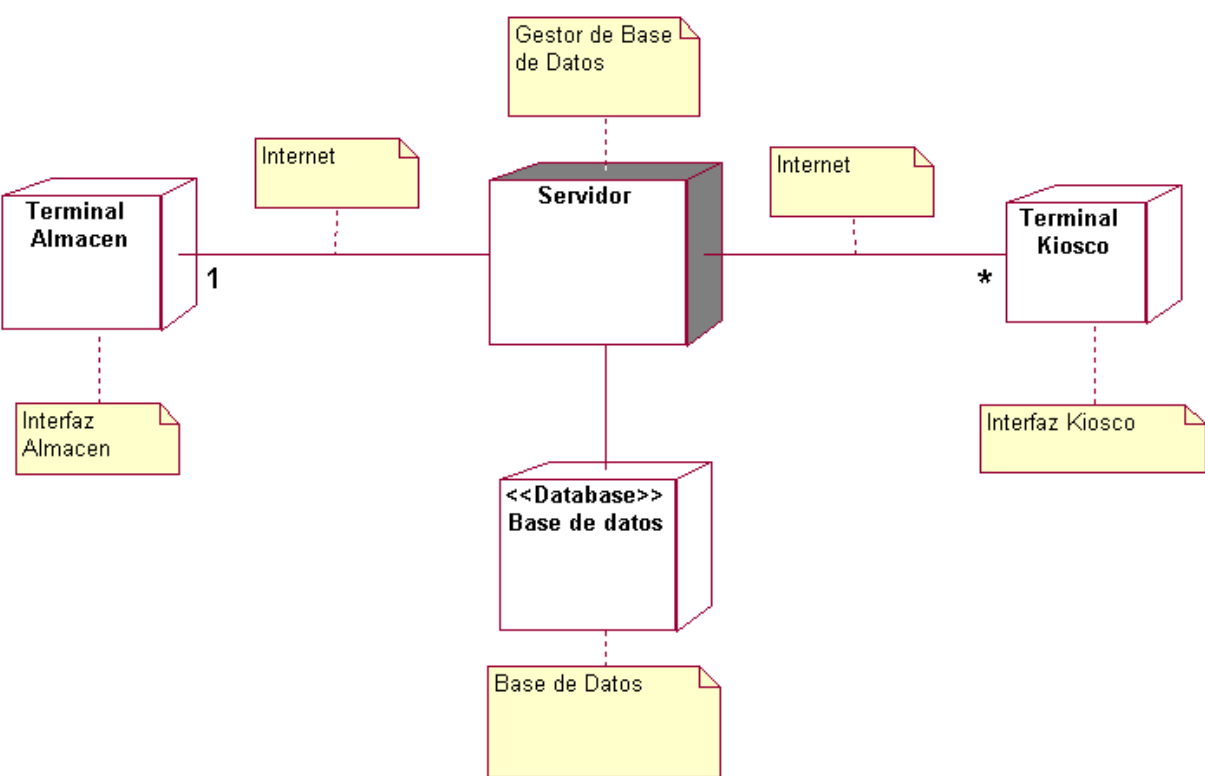 Gestor de Base
de Datos
Internet
Internet
Servidor
Terminal
Almacen
Terminal
Kiosco
1
*
Interfaz
Almacen
Interfaz Kiosco
<<Database>>
Base de datos
Base de Datos